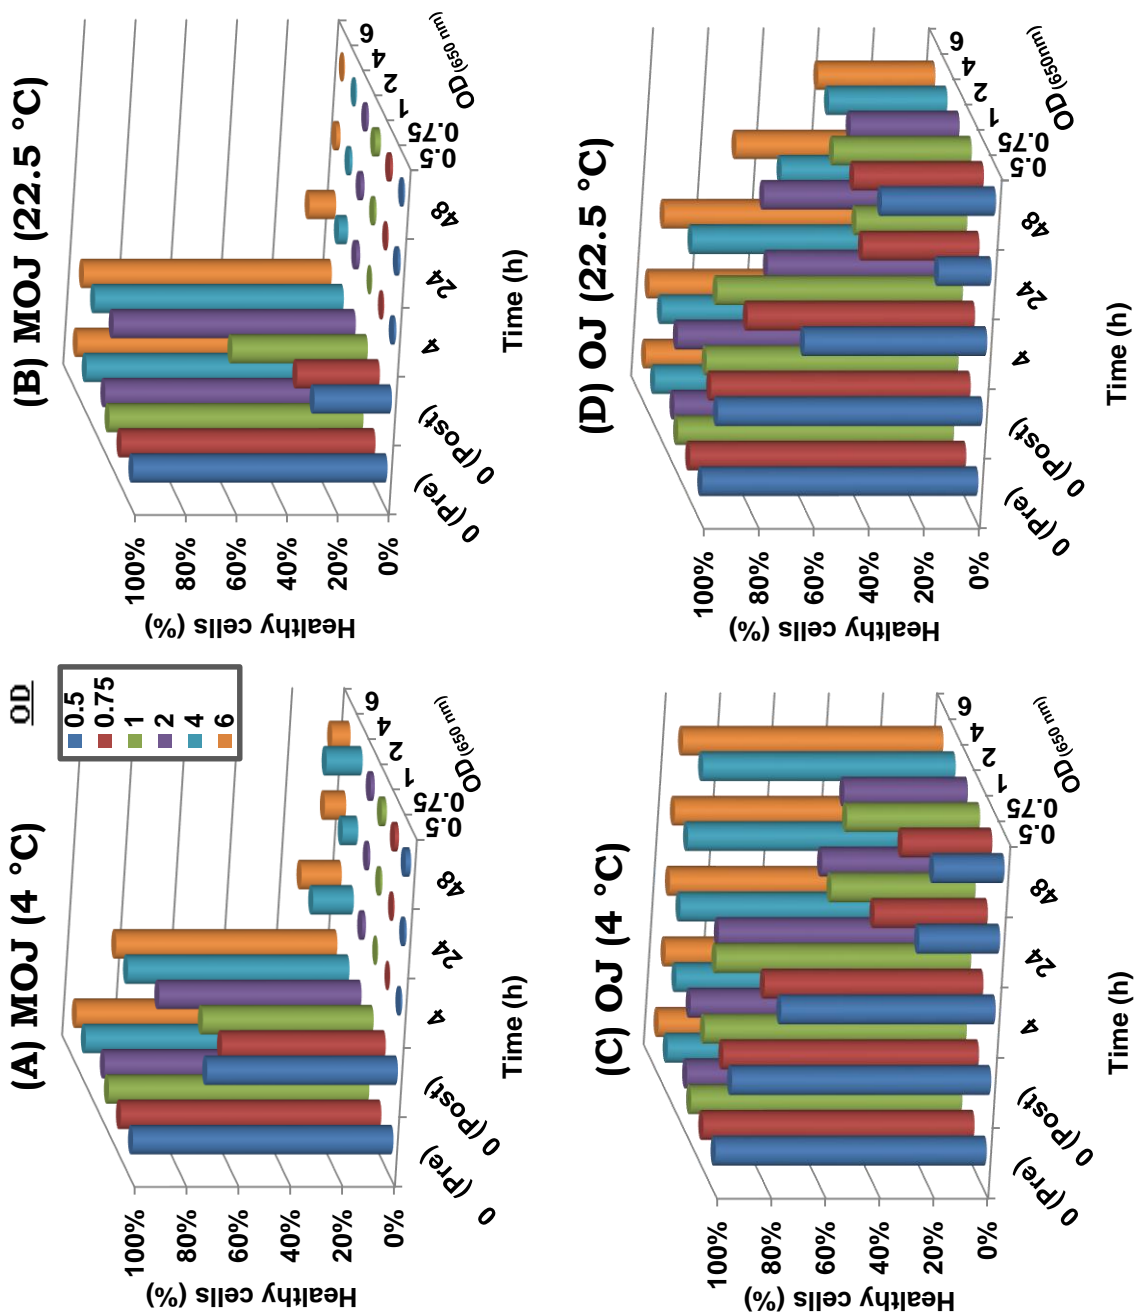 (A) MOJ (4 °C)
Healthy cells (%)
100%
80%
60%
40%
20%
0%
0 (Pre)
0 (Post)
4
24
48
Time (h)
0.5
0.75
1
2
4
6
OD (650 nm)
OD
0.5
0.75
1
2
4
6
(B) MOJ (22.5 °C)
Healthy cells (%)
100%
80%
60%
40%
20%
0%
0 (Pre)
0 (Post)
4
24
48
Time (h)
0.5
0.75
1
2
4
6
OD (650 nm)
(C) OJ (4 °C)
Healthy cells (%)
100%
80%
60%
40%
20%
0%
0 (Pre)
0 (Post)
4
24
48
Time (h)
0.5
0.75
1
2
4
6
OD (650 nm)
(D) OJ (22.5 °C)
Healthy cells (%)
100%
80%
60%
40%
20%
0%
0 (Pre)
0 (Post)
4
24
48
Time (h)
0.5
0.75
1
2
4
6
OD (650nm)